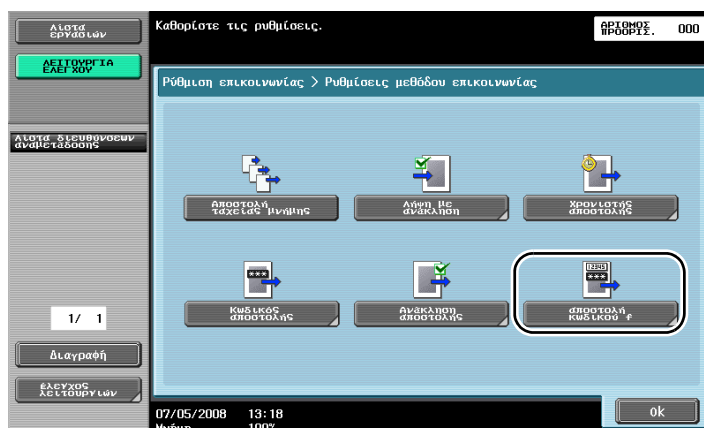 Λίστα
εργασιών
Καθορίστε τις ρυθμίσεις.
ΑΡΙΘΜΟΣ
ΠΡΟΟΡΙΣ.
000
ΛΕΙΤΟΥΡΓΙΑ
ΕΛΕΓΧΟΥ
Ρύθμιση επικοινωνίας > Ρυθμίσεις μεθόδου επικοινωνίας
Λίστα διευθύνσεων
αναμετάδοσης
Αποστολή
ταχείας μνήμης
Λήψη με
ανάκληση
Χρονιστής
αποστολής
Κωδικός
αποστολής
Ανάκληση
αποστολής
12345
αποστολή
κωδικού f
1/ 1
Διαγραφή
έλεγχος
λειτουργιών
07/05/2008 13:18
Μνήμη 100%
ok